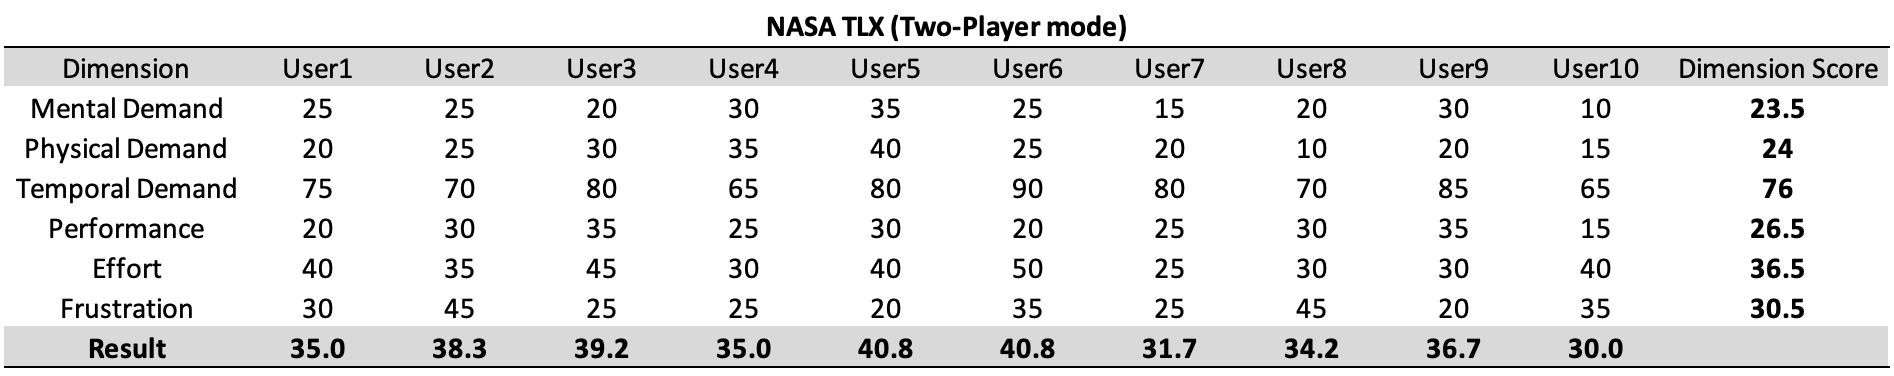 NASA TLX (Two-Player mode)
Dimension User1 User2 User3 User4 User5 User6 User7 User8 User9 User10 Dimension Score
Mental Demand 25 25 20 30 35 25 15 20 30 10 23.5
Physical Demand 20 25 30 35 40 25 20 10 20 15 24
Temporal Demand 75 70 80 65 80 90 80 70 85 65 76
Performance 20 30 35 25 30 20 25 30 35 15 26.5
Effort 40 35 45 30 40 50 25 30 30 40 36.5
Frustration 30 45 25 25 20 35 25 45 20 35 30.5
Result 35.0 38.3 39.2 35.0 40.8 40.8 31.7 34.2 36.7 30.0